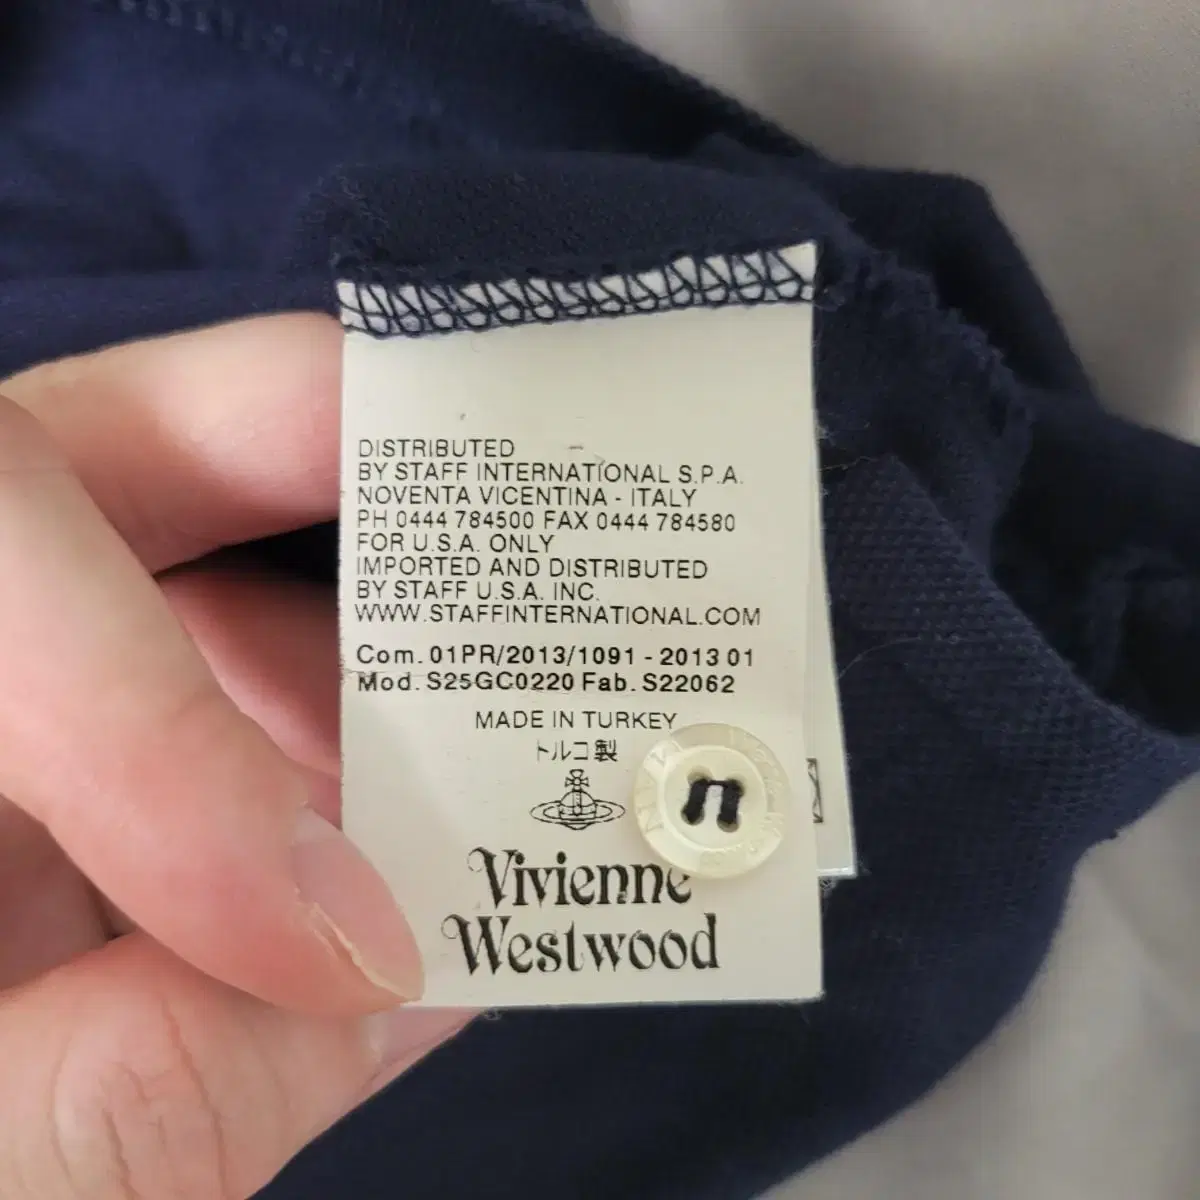 DISTRIBUTED
BY STAFF INTERNATIONAL S.P.A.
NOVENTA VICENTINA - ITALY
PH 0444 784500 FAX 0444 784580
FOR U.S.A. ONLY
IMPORTED AND DISTRIBUTED
BY STAFF U.S.A. INC.
WWW.STAFFINTERNATIONAL.COM
Com. 01PR/2013/1091 - 2013 01
Mod. S25GC0220 Fab. S22062
MADE IN TURKEY
トルコ製
Vivienne
Westwood